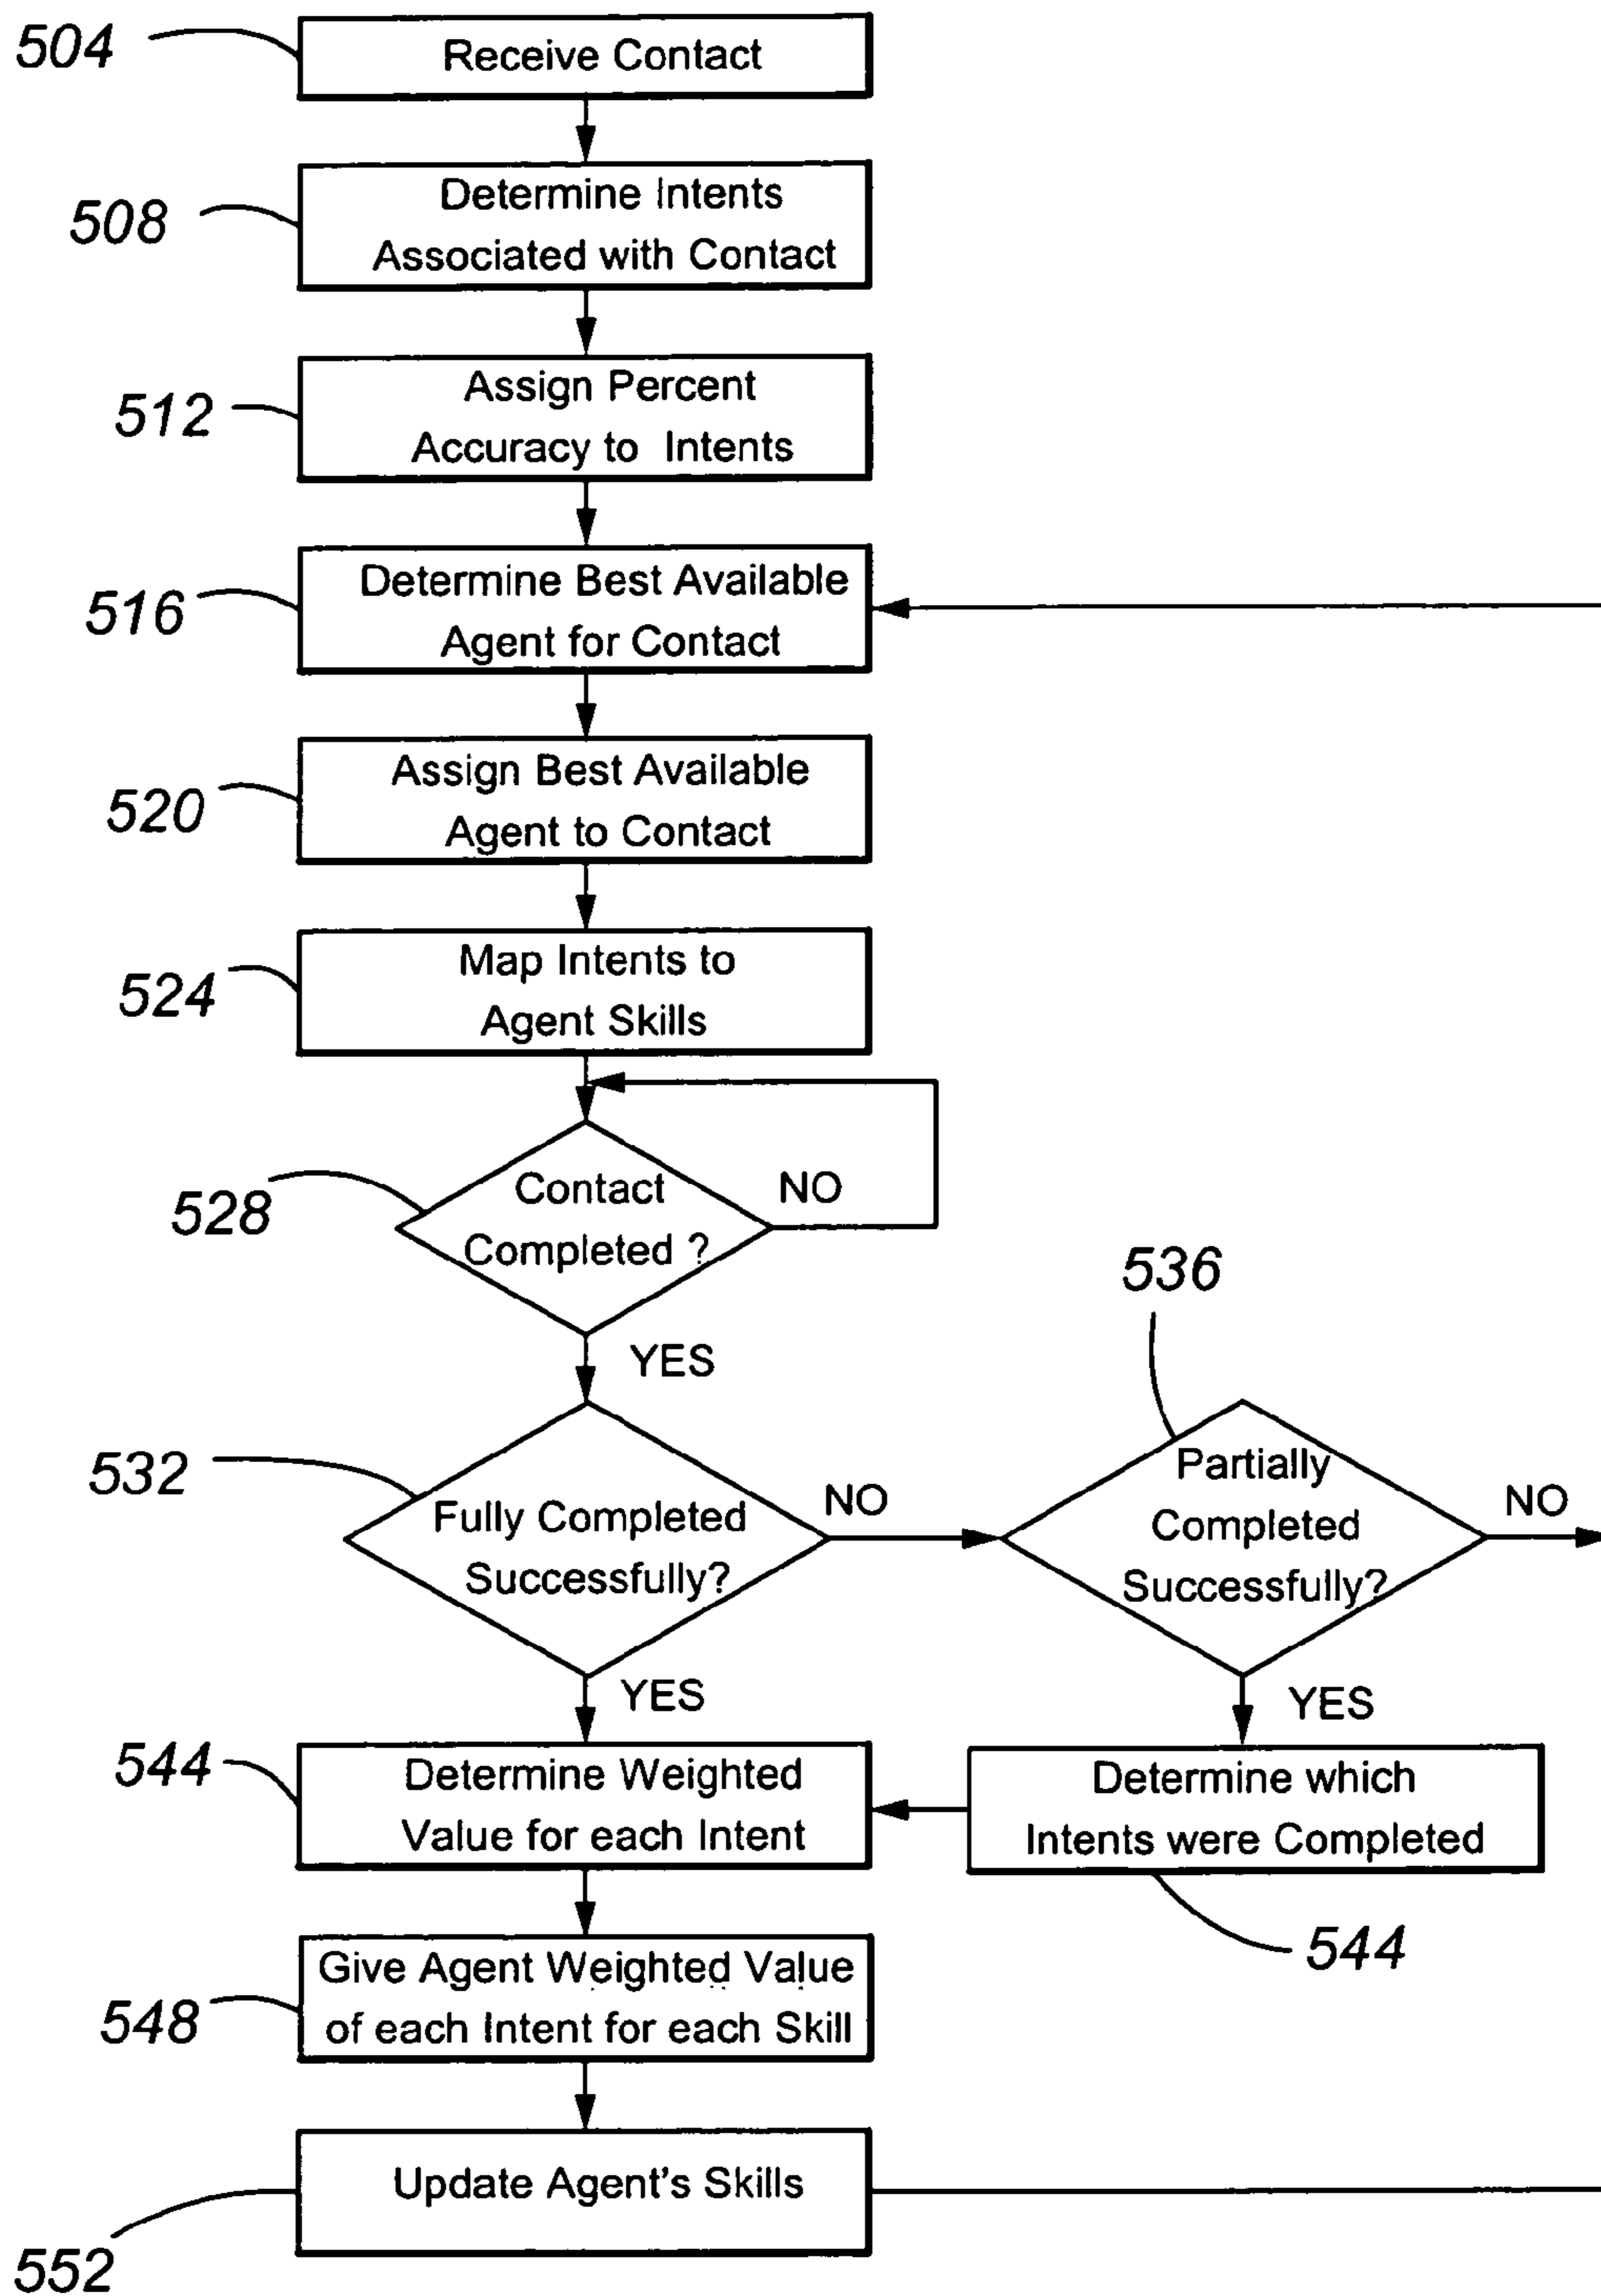 504
Receive Contact
508
Determine Intents
Associated with Contact
512
Assign Percent
Accuracy to Intents
516
Determine Best Available
Agent for Contact
520
Assign Best Available
Agent to Contact
524
Map Intents to
Agent Skills
528
Contact
Completed ?
NO
YES
532
Fully Completed
Successfully?
NO
YES
536
Partially
Completed
Successfully?
NO
YES
544
Determine Weighted
Value for each Intent
Determine which
Intents were Completed
544
548
Give Agent Weighted Value
of each Intent for each Skill
552
Update Agent's Skills